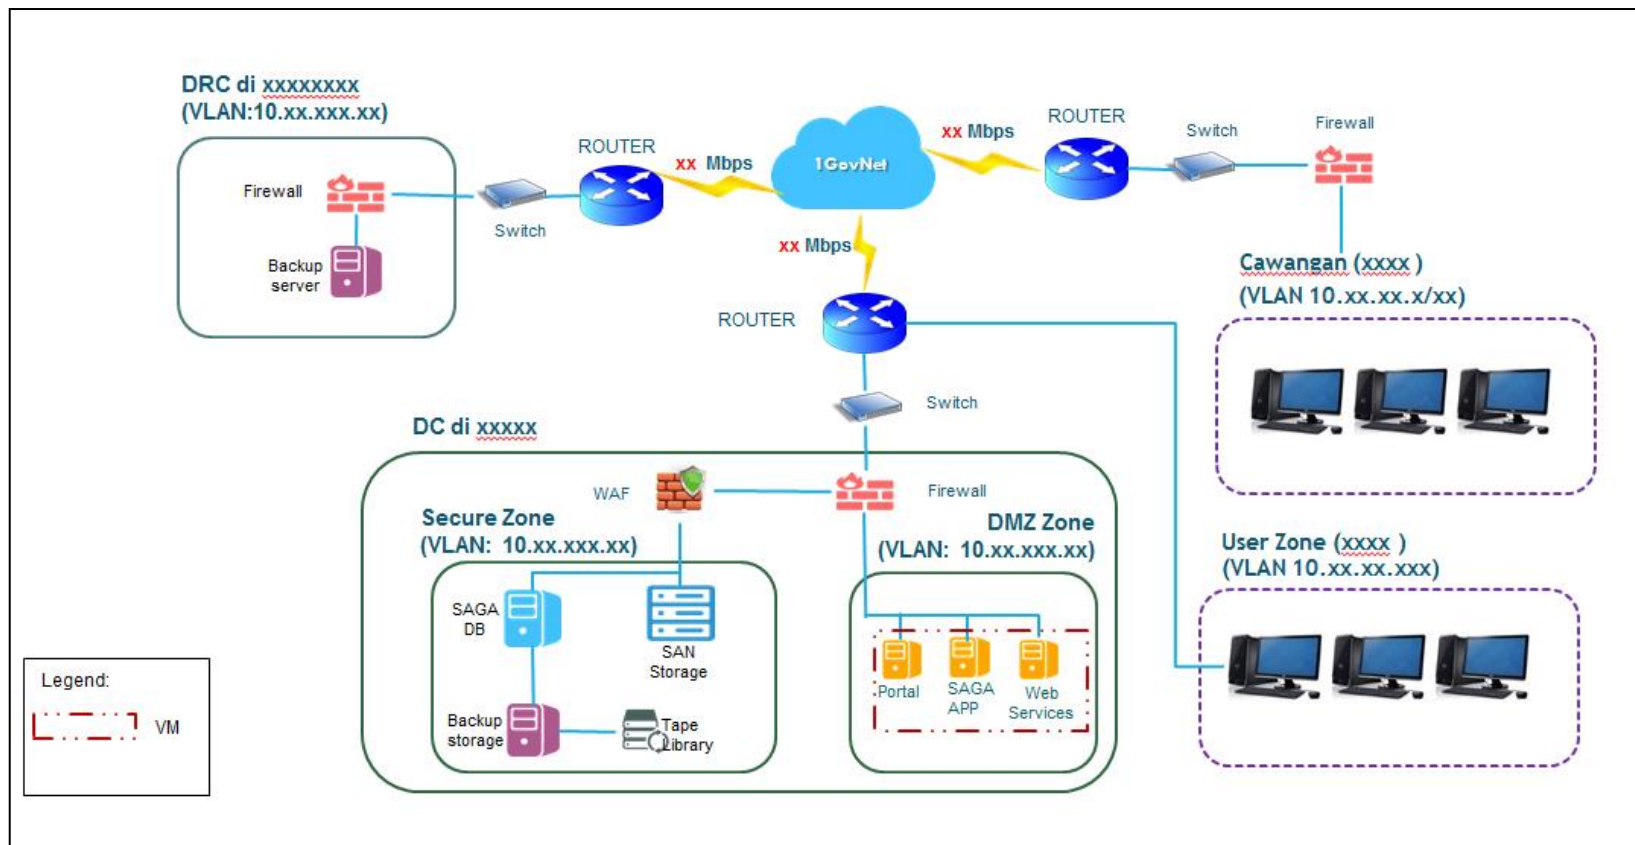 DRC di xxxxxxxx
(VLAN:10.xx.xxx.xx)
Firewall
Backup
server
Switch
ROUTER
xx Mbps
1GovNet
xx Mbps
ROUTER
Switch
Firewall
Cawangan (xxxx )
(VLAN 10.xx.xx.x/xx)
xx Mbps
ROUTER
Switch
DC di xxxxx
WAF
Firewall
Secure Zone
(VLAN: 10.xx.xxx.xx)
SAGA
DB
SAN
Storage
Backup
storage
Tape
Library
DMZ Zone
(VLAN: 10.xx.xxx.xx)
Portal
SAGA
APP
Web
Services
User Zone (xxxx )
(VLAN 10.xx.xx.xxx)
Legend:
VM